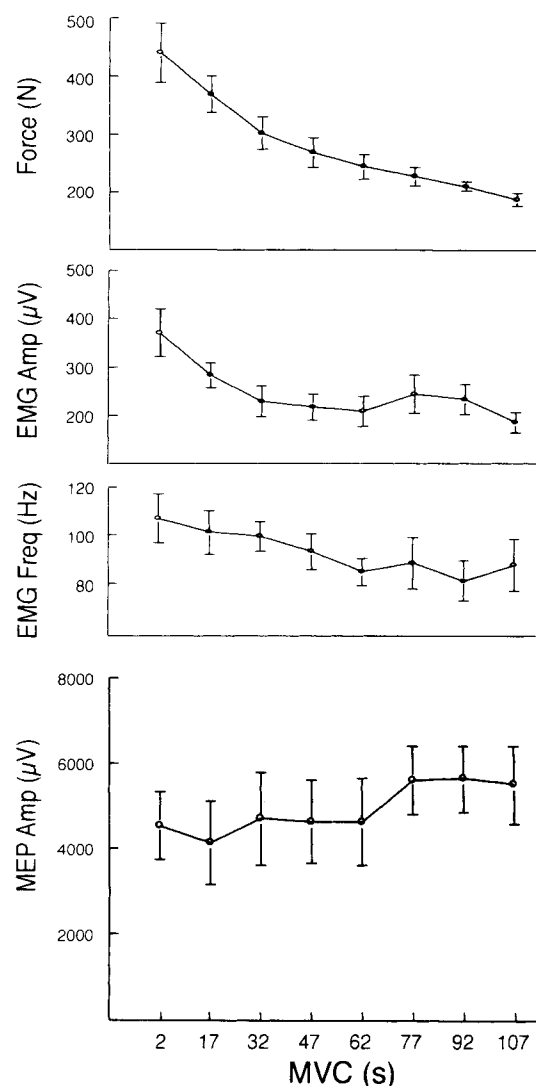 Force (N)
500
400
300
200
EMG Amp (µV)
500
400
300
200
EMG Freq (Hz)
120
100
80
MEP Amp (µV)
8000
6000
4000
2000
2 17 32 47 62 77 92 107
MVC (s)